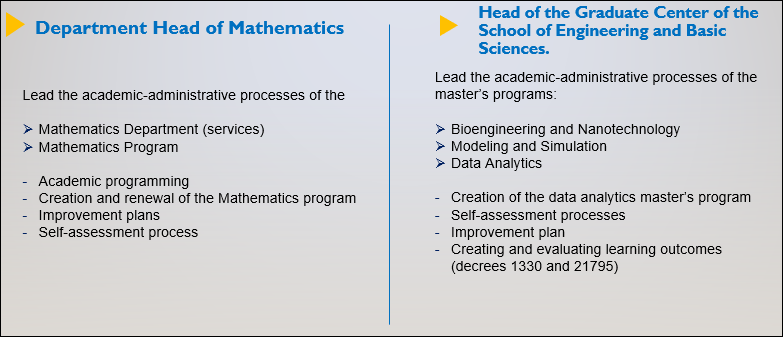 Department Head of Mathematics
Lead the academic-administrative processes of the
➢ Mathematics Department (services)
➢ Mathematics Program
- Academic programming
- Creation and renewal of the Mathematics program
- Improvement plans
- Self-assessment process
Head of the Graduate Center of the
School of Engineering and Basic
Sciences.
Lead the academic-administrative processes of the
master's programs:
➢ Bioengineering and Nanotechnology
➢ Modeling and Simulation
➢ Data Analytics
- Creation of the data analytics master's program
- Self-assessment processes
- Improvement plan
- Creating and evaluating learning outcomes
(decrees 1330 and 21795)